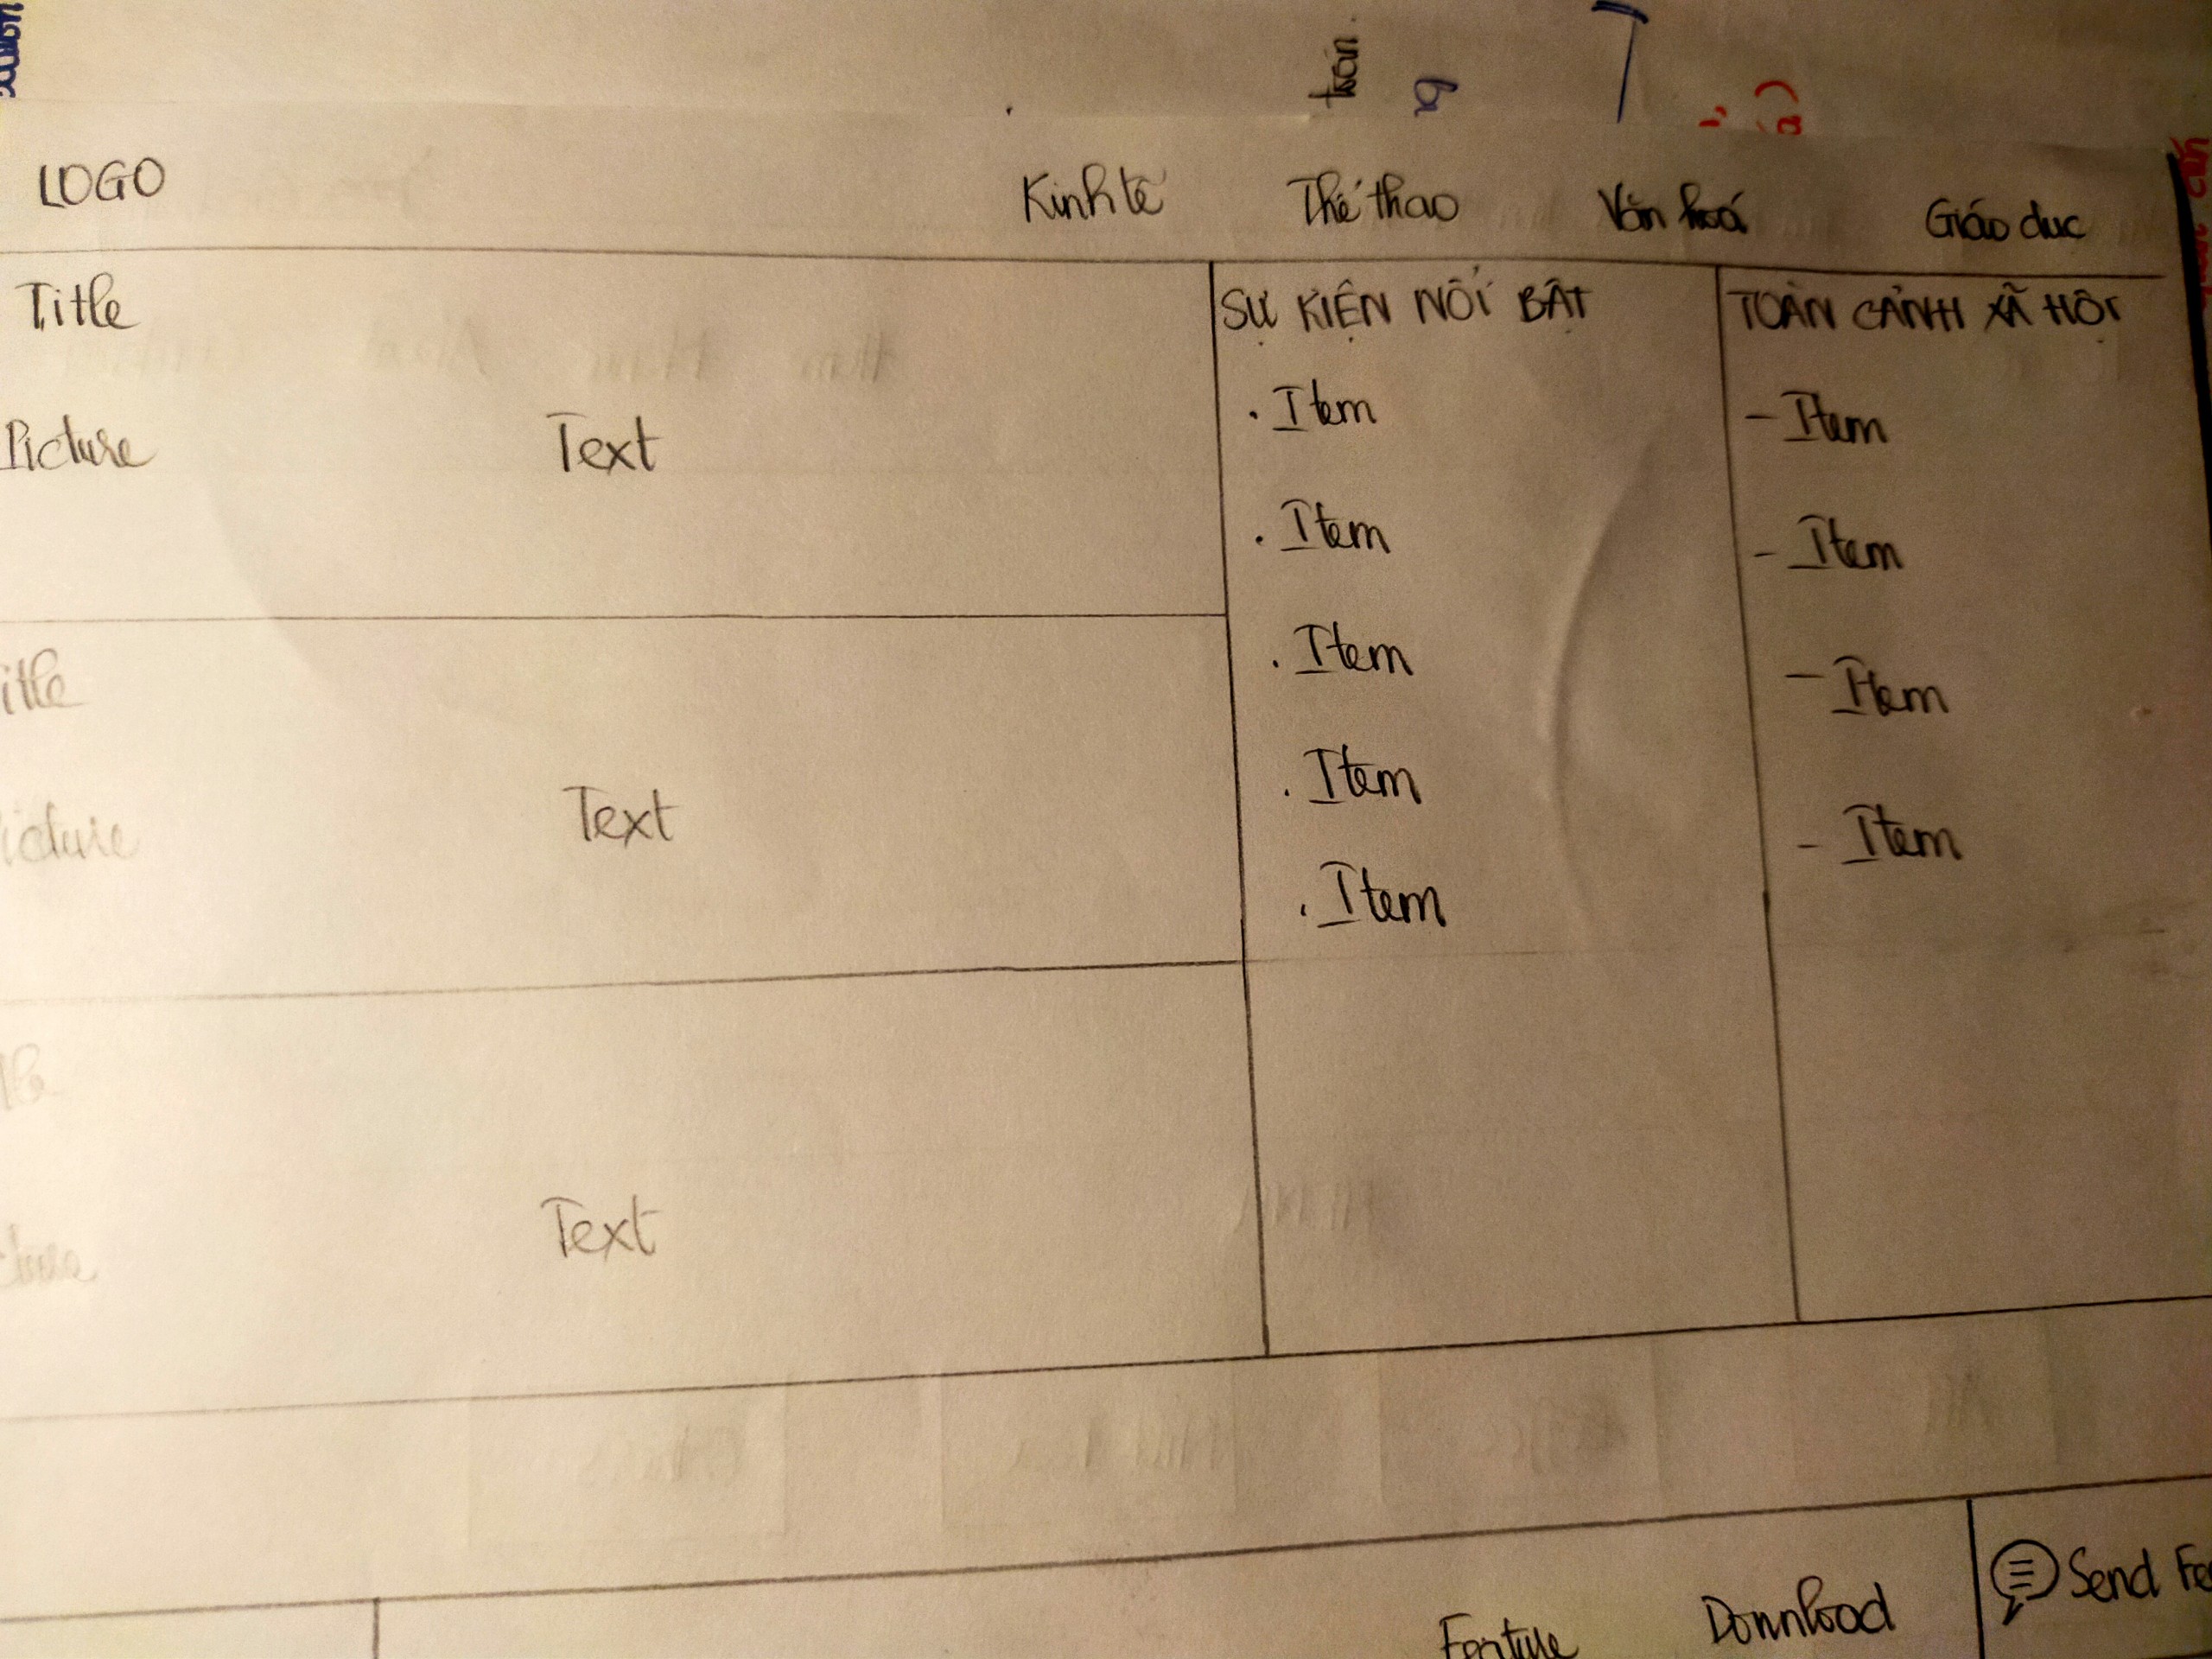 toán.
LOGO Kinh tế Thể thao Văn hoá Giáo dục
Title
Picture Text
SỰ KIỆN NỔI BẬT
. Item
. Item
. Item
. Item
. Item
TOÀN CẢNH XÃ HỘI
- Item
- Item
- Item
- Item
itle
icture Text
Text
Feature Download Send Fe